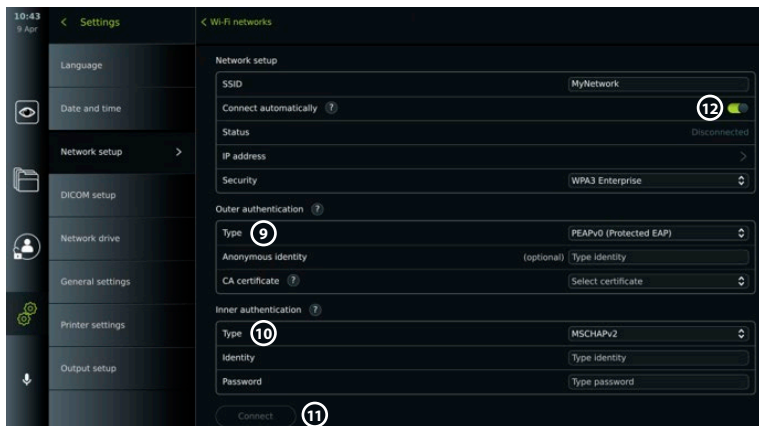 10:43
9 Apr
< Settings
< Wi-Fi networks
Language
Date and time
Network setup >
DICOM setup
Network drive
General settings
Printer settings
Output setup
Network setup
SSID MyNetwork
Connect automatically ? 12
Status Disconnected
IP address >
Security WPA3 Enterprise
Outer authentication ?
Type 9 PEAPv0 (Protected EAP)
Anonymous identity (optional) Type identity
CA certificate ? Select certificate
Inner authentication ?
Type 10 MSCHAPv2
Identity Type identity
Password Type password
Connect 11